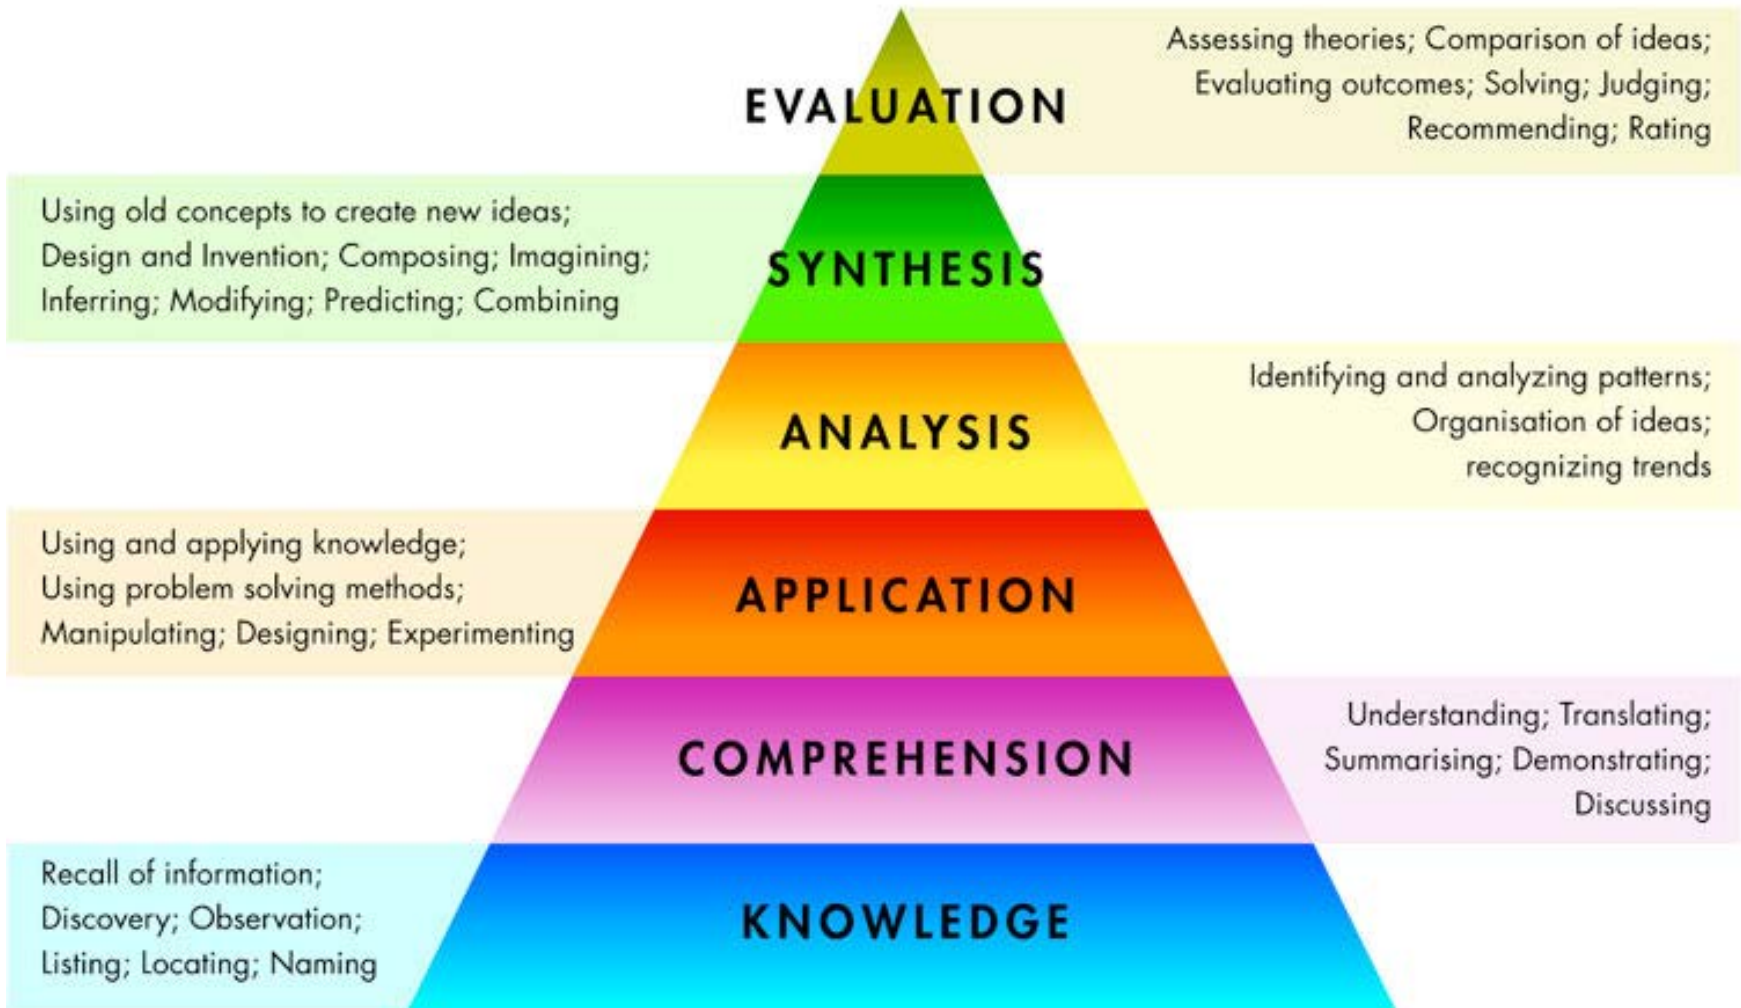 EVALUATION
Assessing theories; Comparison of ideas;
Evaluating outcomes; Solving; Judging;
Recommending; Rating
Using old concepts to create new ideas;
Design and Invention; Composing; Imagining;
Inferring; Modifying; Predicting; Combining
SYNTHESIS
ANALYSIS
Identifying and analyzing patterns;
Organisation of ideas;
recognizing trends
Using and applying knowledge;
Using problem solving methods;
Manipulating; Designing; Experimenting
APPLICATION
COMPREHENSION
Understanding; Translating;
Summarising; Demonstrating;
Discussing
Recall of information;
Discovery; Observation;
Listing; Locating; Naming
KNOWLEDGE